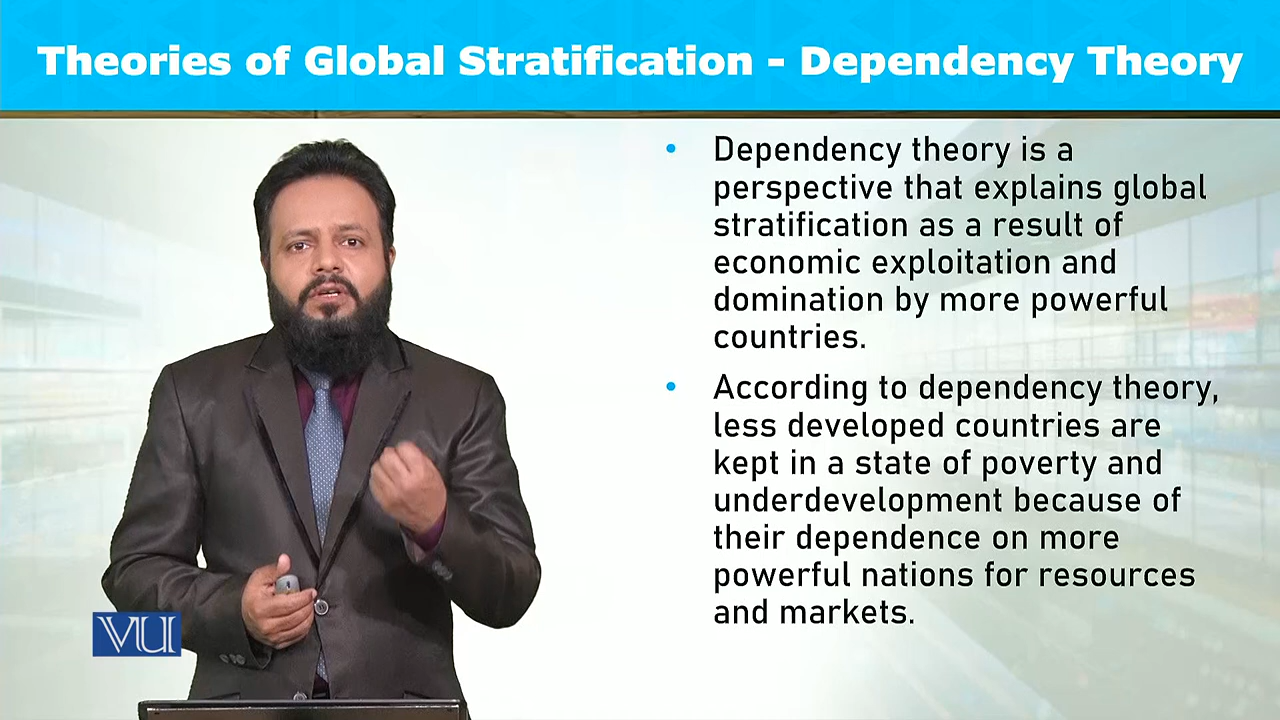 Theories of Global Stratification - Dependency Theory
• Dependency theory is a
perspective that explains global
stratification as a result of
economic exploitation and
domination by more powerful
countries.
• According to dependency theory,
less developed countries are
kept in a state of poverty and
underdevelopment because of
their dependence on more
powerful nations for resources
and markets.
VU